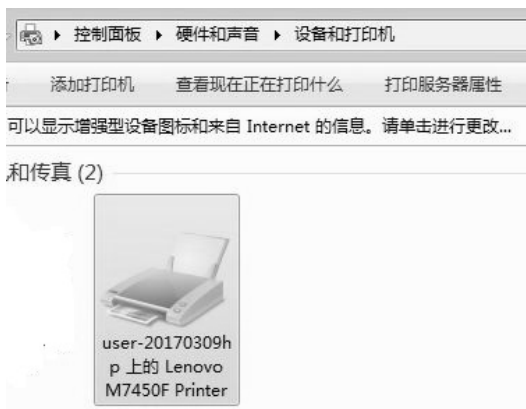 控制面板 ▸ 硬件和声音 ▸ 设备和打印机
添加打印机 查看现在正在打印什么 打印服务器属性
可以显示增强型设备图标和来自 Internet 的信息。请单击进行更改...
和传真 (2)
user-20170309h
p 上的 Lenovo
M7450F Printer